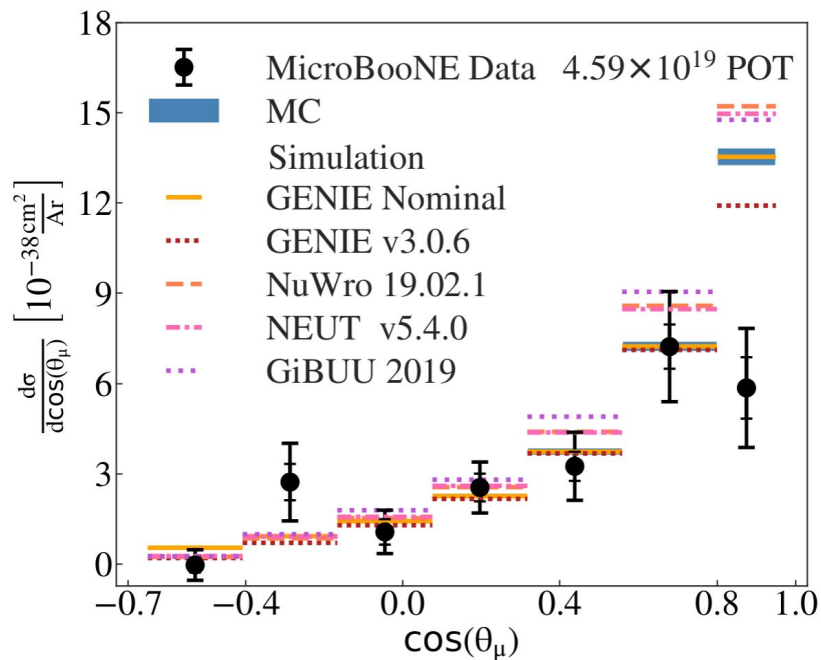 18
15
12
9
6
3
0
dσ/dcos(θμ) [10⁻³⁸cm²/Ar]
MicroBooNE Data 4.59×10¹⁹ POT
MC
Simulation
GENIE Nominal
GENIE v3.0.6
NuWro 19.02.1
NEUT v5.4.0
GiBUU 2019
−0.7 −0.4 0.0 0.4 0.8 1.0
cos(θμ)